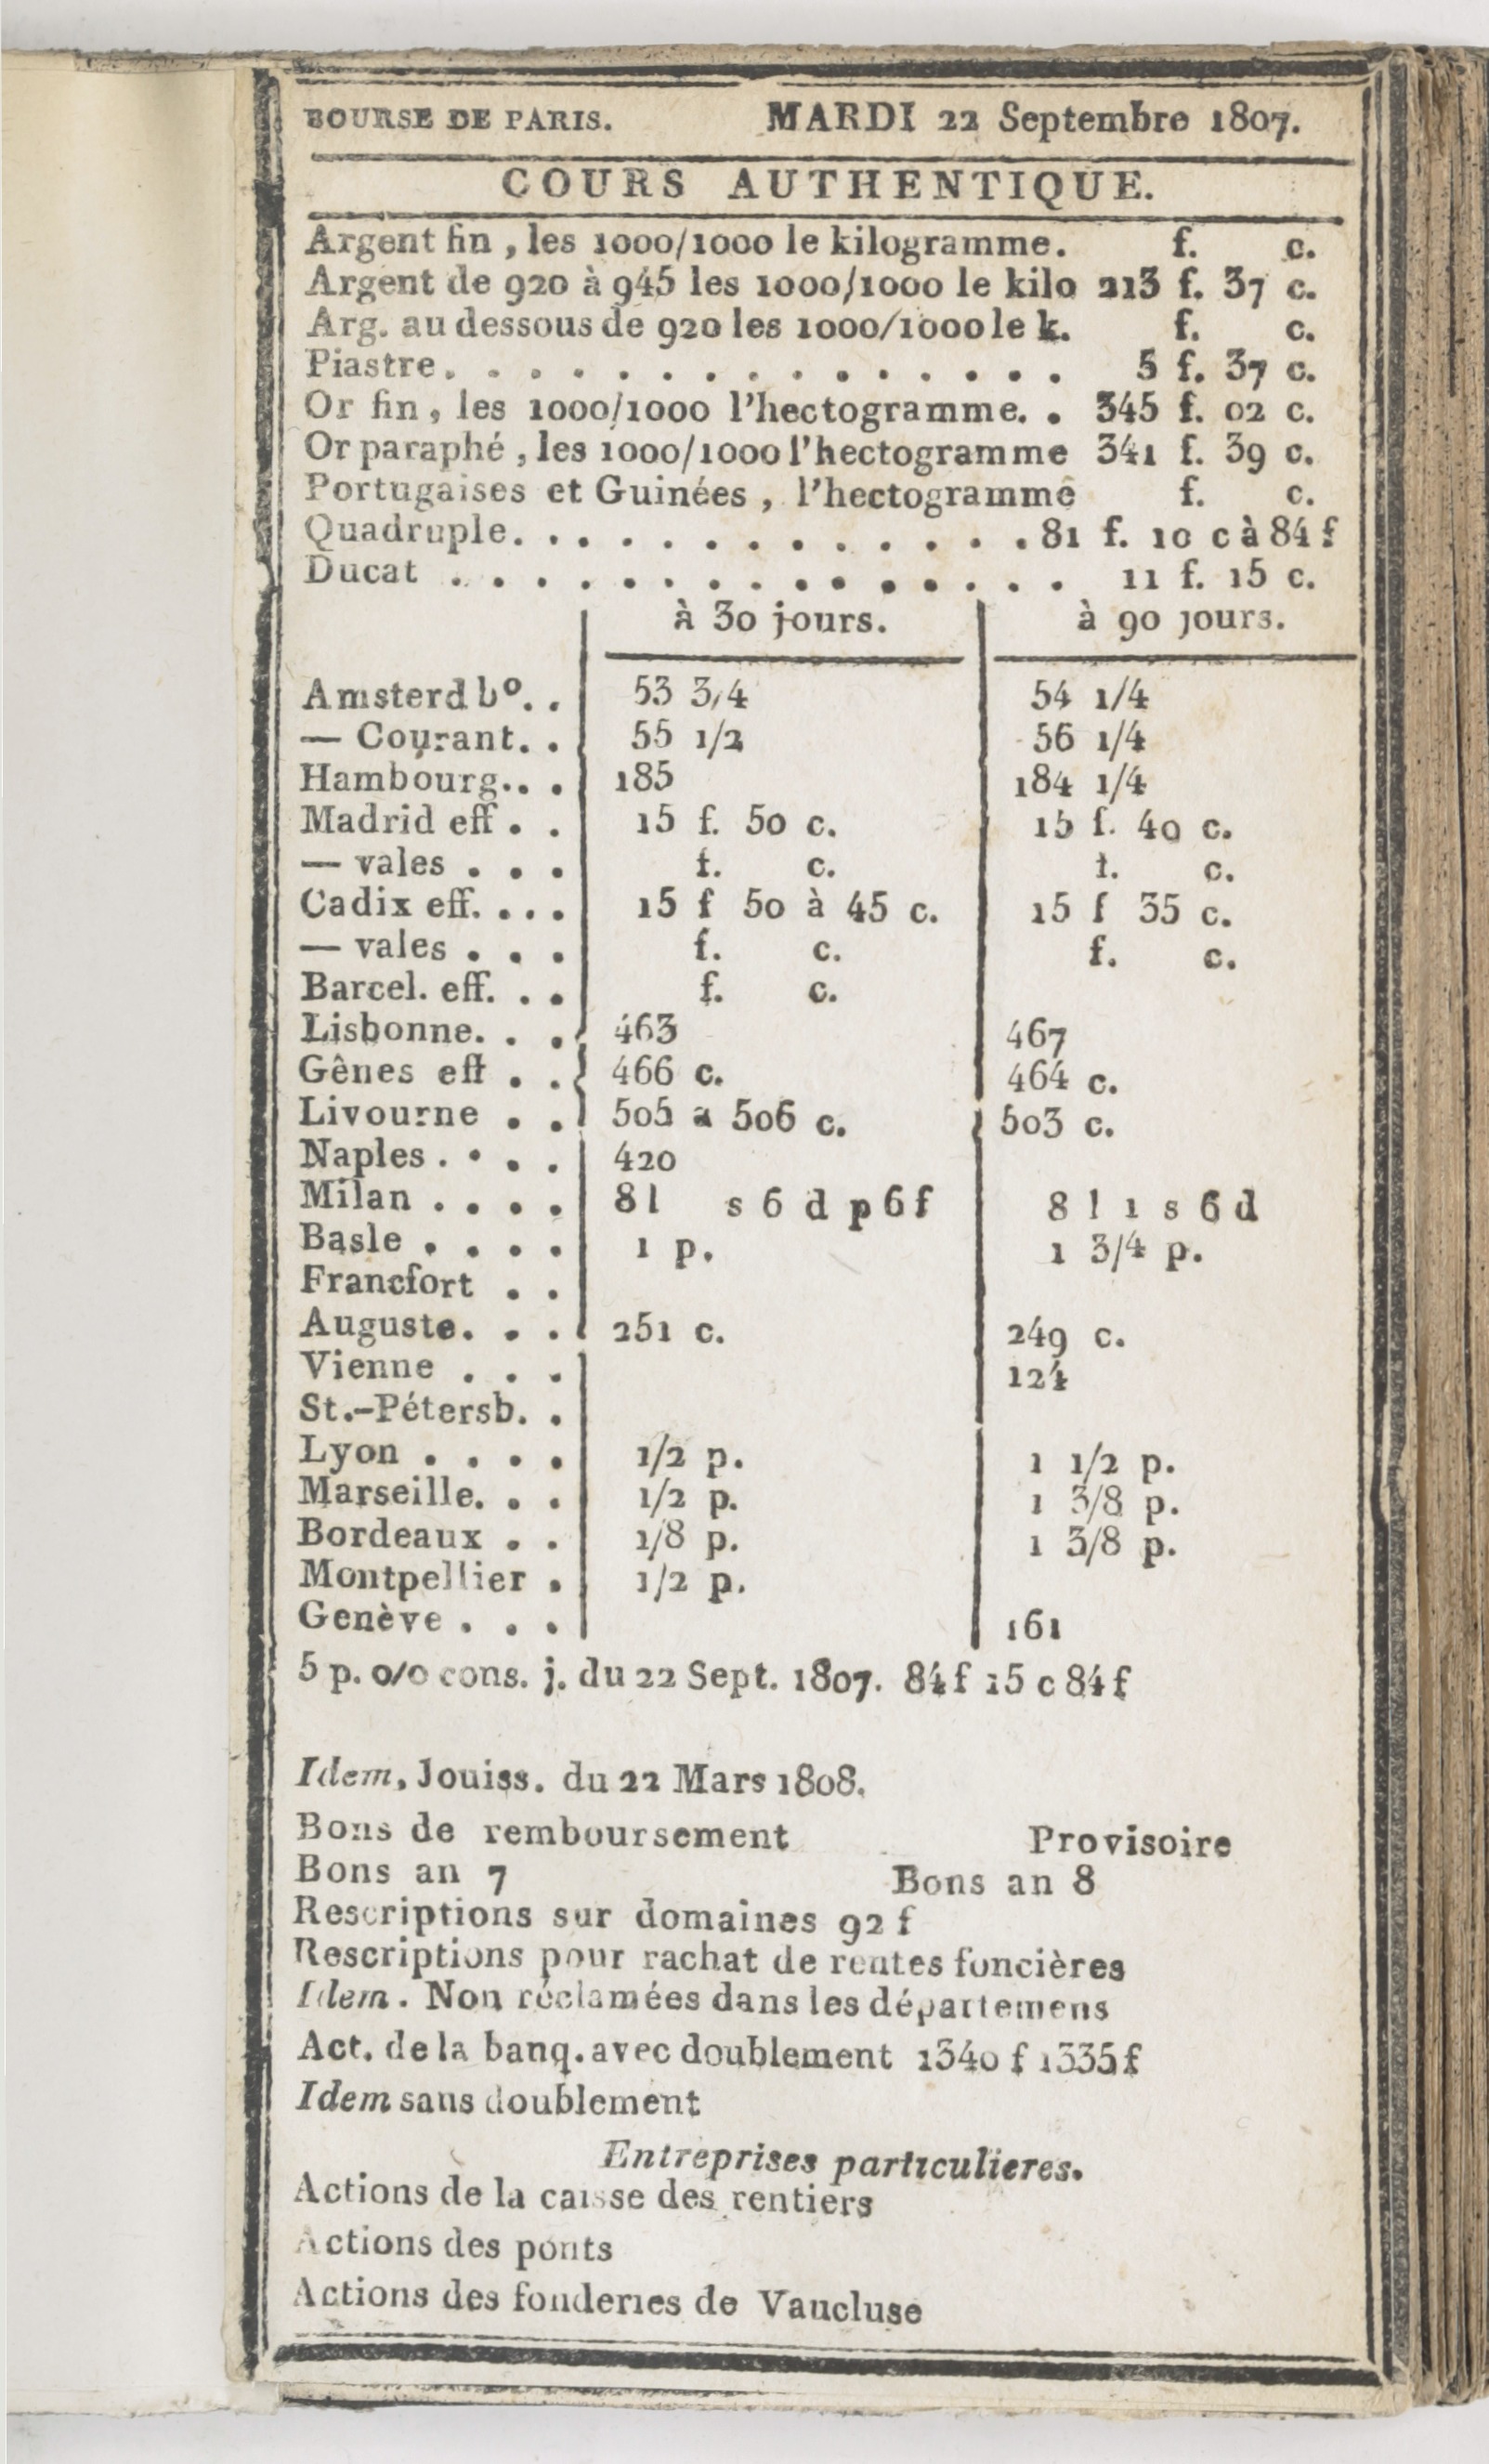 BOURSE DE PARIS. MARDI 22 Septembre 1807.
COURS AUTHENTIQUE.
Argent fin, les 1000/1000 le kilogramme. f. c.
Argent de 920 à 945 les 1000/1000 le kilo 213 f. 37 c.
Arg. au dessous de 920 les 1000/1000 le k. f. c.
Piastre. . . . . . . . . . . . . . . 5 f. 37 c.
Or fin, les 1000/1000 l'hectogramme. . 345 f. 02 c.
Or paraphé, les 1000/1000 l'hectogramme 341 f. 39 c.
Portugaises et Guinées, l'hectogramme f. c.
Quadruple. . . . . . . . . . . . . 81 f. 10 c à 84 f
Ducat . . . . . . . . . . . . . . . 11 f. 15 c.
à 30 jours. à 90 jours.
Amsterd b°. . 53 3/4 54 1/4
— Courant. . 55 1/2 56 1/4
Hambourg. . . 185 184 1/4
Madrid eff . . 15 f. 50 c. 15 f. 40 c.
— vales . . . f. c. f. c.
Cadix eff. . . . 15 f 50 à 45 c. 15 f 35 c.
— vales . . . f. c. f. c.
Barcel. eff. . . f. c.
Lisbonne. . . 463 467
Gênes eff . . 466 c. 464 c.
Livourne . . 505 a 506 c. 503 c.
Naples . . . . 420
Milan . . . . 8 l s 6 d p 6 f 8 l 1 s 6 d
Basle . . . . 1 p. 1 3/4 p.
Francfort . .
Auguste. . . 251 c. 249 c.
Vienne . . . 124
St.-Pétersb. .
Lyon . . . . 1/2 p. 1 1/2 p.
Marseille. . . 1/2 p. 1 3/8 p.
Bordeaux . . 1/8 p. 1 3/8 p.
Montpellier . 1/2 p.
Genève . . . 161
5 p. o/o cons. j. du 22 Sept. 1807. 84 f 15 c 84 f
Idem, Jouiss. du 22 Mars 1808.
Bons de remboursement Provisoire
Bons an 7 Bons an 8
Rescriptions sur domaines 92 f
Rescriptions pour rachat de rentes foncières
Idem. Non réclamées dans les départemens
Act. de la banq. avec doublement 1340 f 1335 f
Idem sans doublement
Entreprises particulieres.
Actions de la caisse des rentiers
Actions des ponts
Actions des fonderies de Vaucluse